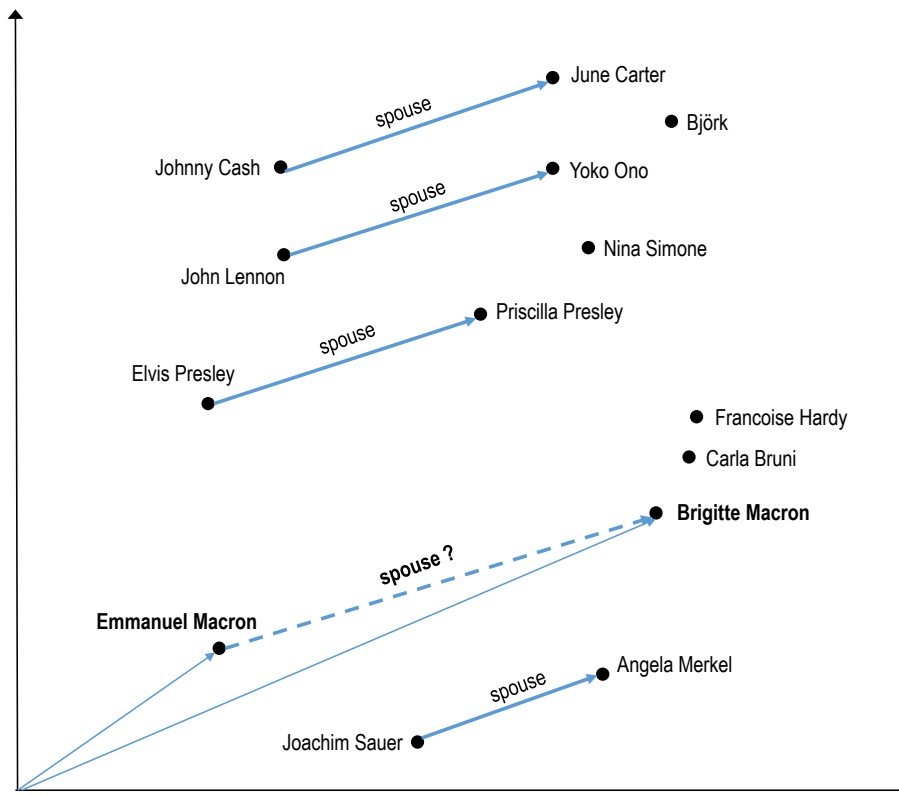 June Carter
spouse
Björk
Johnny Cash
Yoko Ono
spouse
Nina Simone
John Lennon
Priscilla Presley
spouse
Elvis Presley
Francoise Hardy
Carla Bruni
Brigitte Macron
spouse ?
Emmanuel Macron
Angela Merkel
spouse
Joachim Sauer